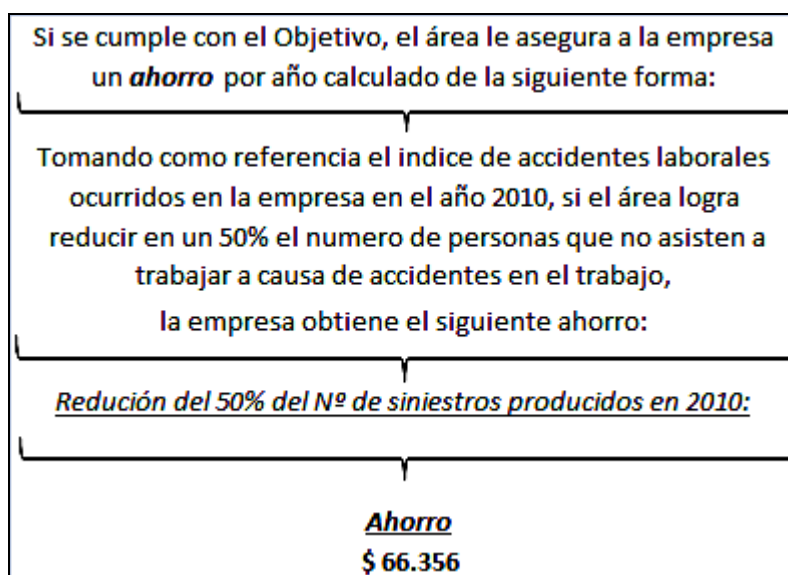 Si se cumple con el Objetivo, el área le asegura a la empresa
un ahorro por año calculado de la siguiente forma:
Tomando como referencia el indice de accidentes laborales
ocurridos en la empresa en el año 2010, si el área logra
reducir en un 50% el numero de personas que no asisten a
trabajar a causa de accidentes en el trabajo,
la empresa obtiene el siguiente ahorro:
Redución del 50% del Nº de siniestros producidos en 2010:
Ahorro
$ 66.356